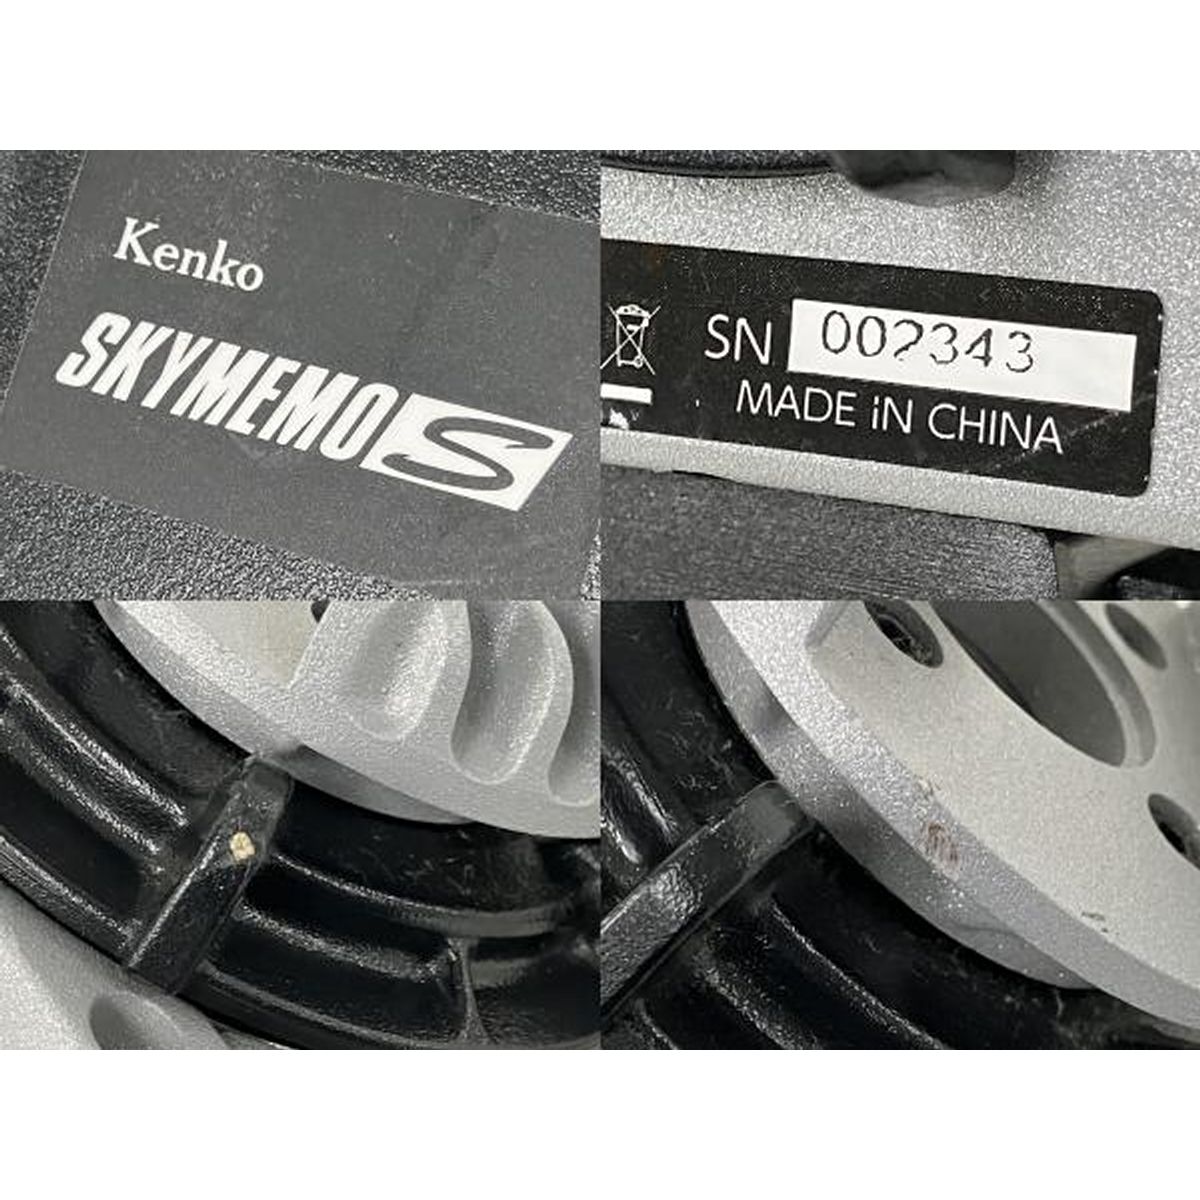 Kenko
SKYMEMO S
SN 002343
MADE iN CHINA